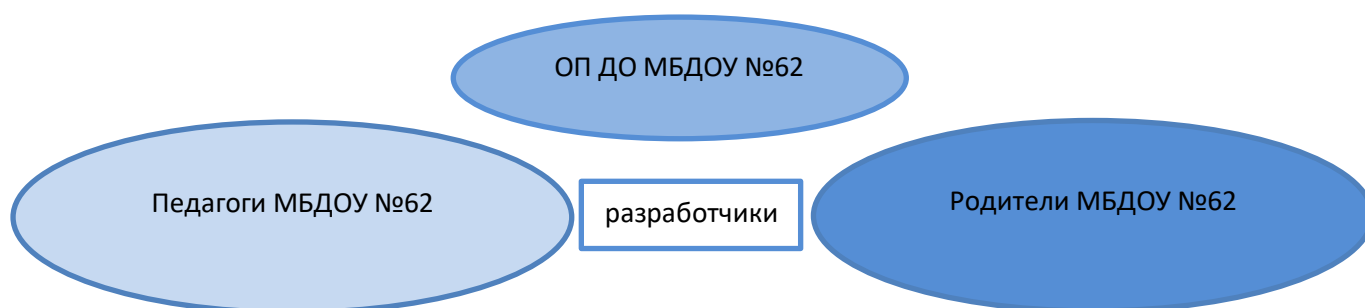 ОП ДО МБДОУ №62
Педагоги МБДОУ №62
разработчики
Родители МБДОУ №62